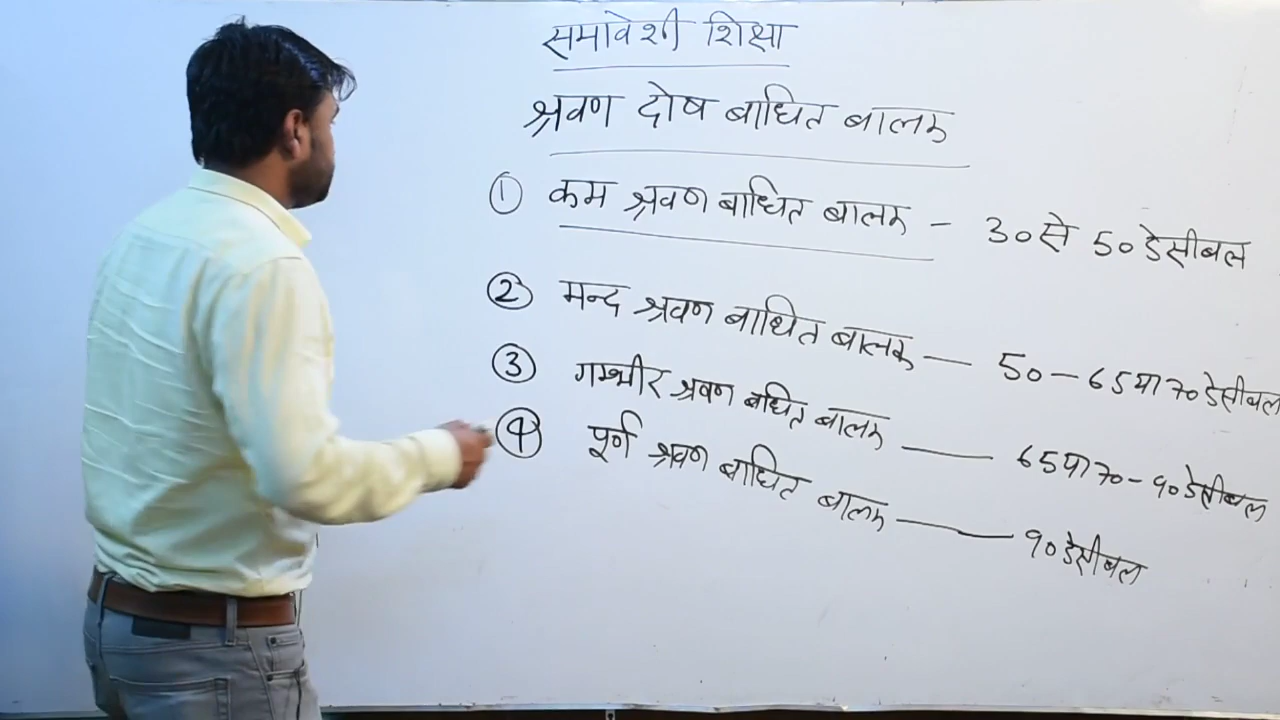 समावेशी शिक्षा
श्रवण दोष बाधित बालक
① कम श्रवण बाधित बालक - 30 से 50 डेसीबल
② मन्द श्रवण बाधित बालक — 50 - 65 या 70 डेसीबल
③ गम्भीर श्रवण बाधित बालक — 65 या 70 - 90 डेसीबल
④ पूर्ण श्रवण बाधित बालक — 90 डेसीबल